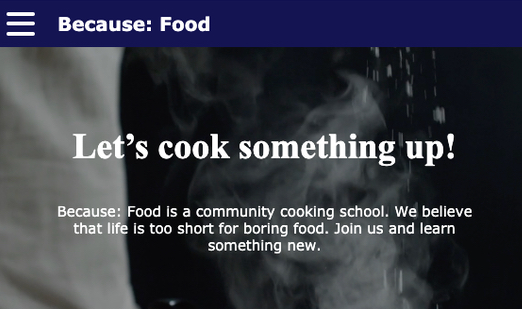 Because: Food
Let’s cook something up!
Because: Food is a community cooking school. We believe
that life is too short for boring food. Join us and learn
something new.